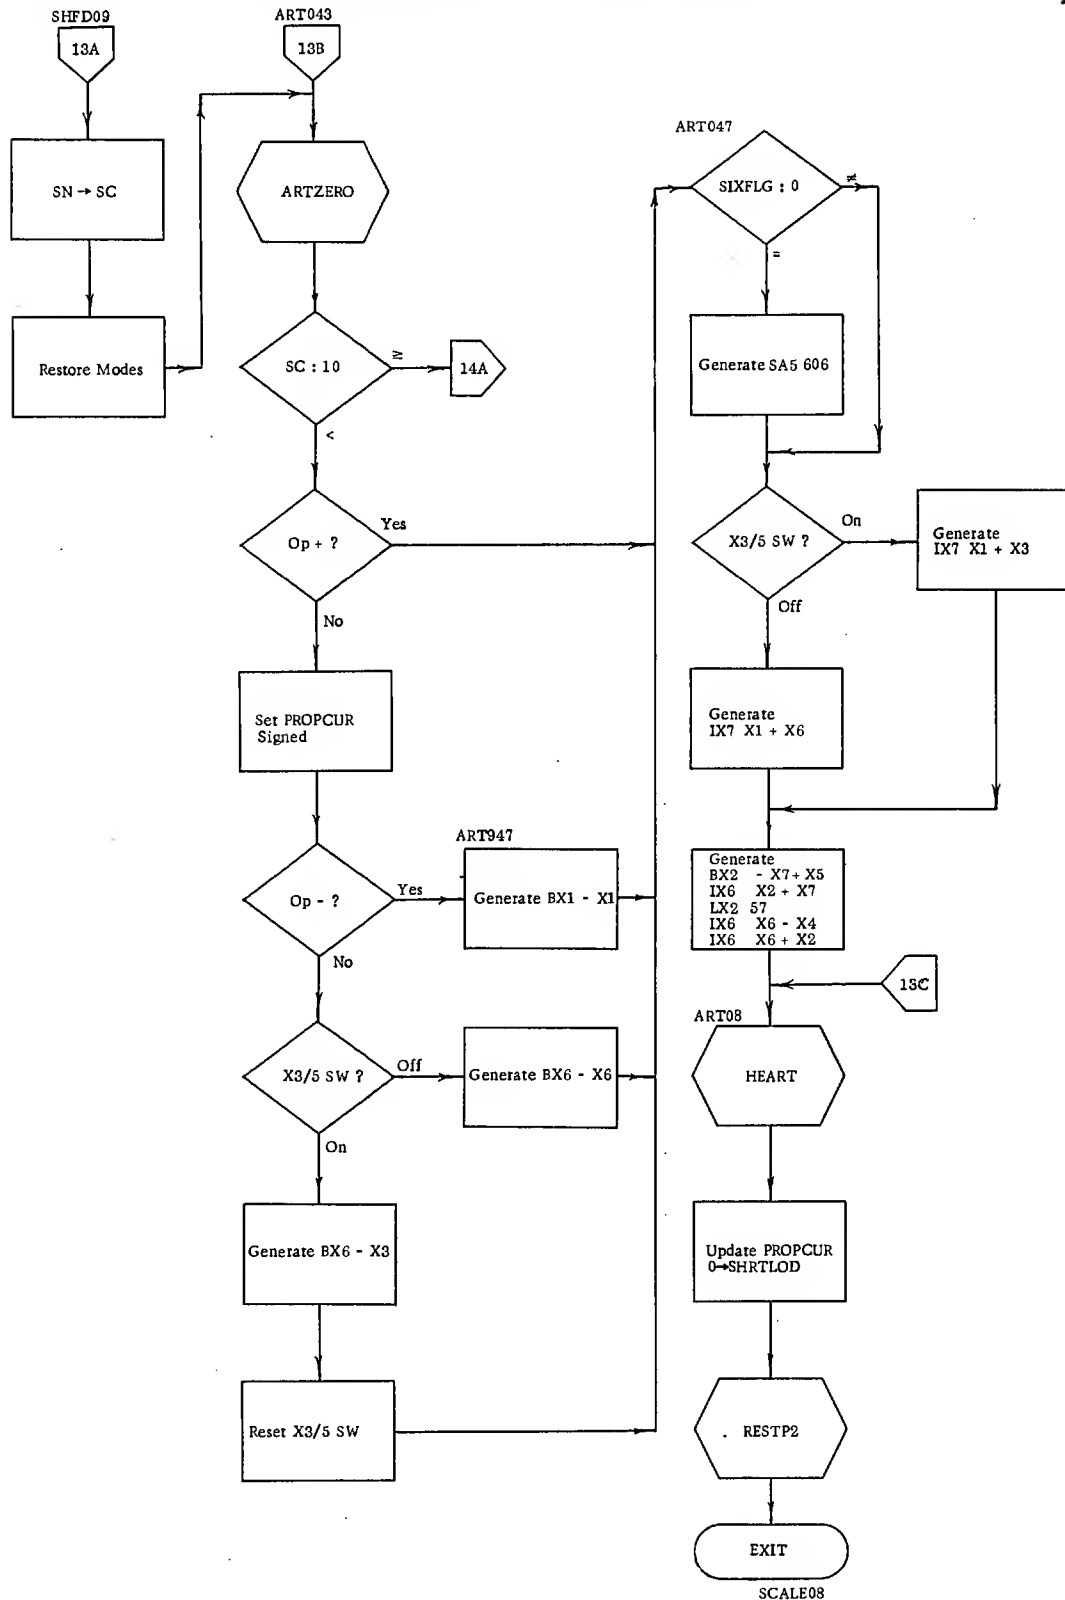 SHFD09
13A
SN → SC
Restore Modes
ART043
13B
ARTZERO
SC : 10
≥
14A
<
Op + ?
Yes
No
Set PROPCUR
Signed
Op - ?
Yes
ART947
Generate BX1 - X1
No
X3/5 SW ?
Off
Generate BX6 - X6
On
Generate BX6 - X3
Reset X3/5 SW
ART047
SIXFLG : 0
≠
=
Generate SA5 606
X3/5 SW ?
On
Generate
IX7 X1 + X3
Off
Generate
IX7 X1 + X6
Generate
BX2 - X7 + X5
IX6 X2 + X7
LX2 57
IX6 X6 - X4
IX6 X6 + X2
13C
ART08
HEART
Update PROPCUR
0→SHRTLOD
RESTP2
EXIT
SCALE08